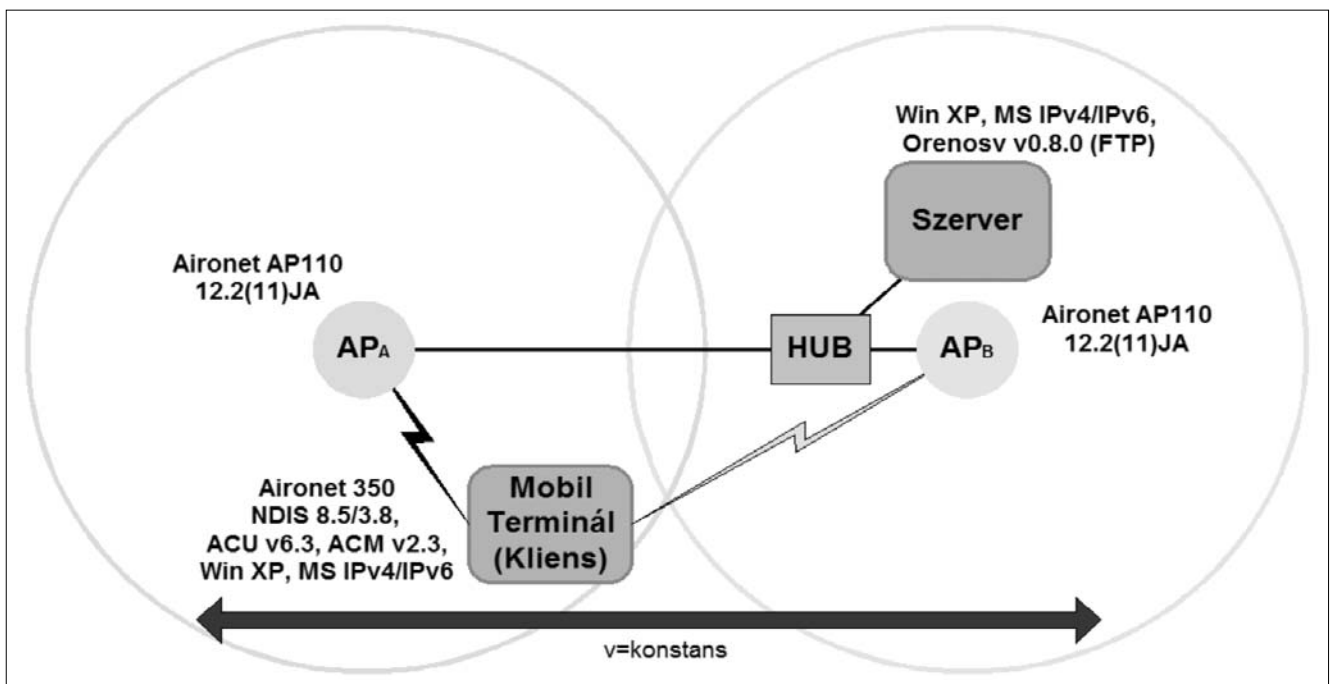 Win XP, MS IPv4/IPv6,
Orenosv v0.8.0 (FTP)
Szerver
Aironet AP110
12.2(11)JA
APA
HUB
APB
Aironet AP110
12.2(11)JA
Aironet 350
NDIS 8.5/3.8,
ACU v6.3, ACM v2.3,
Win XP, MS IPv4/IPv6
Mobil
Terminál
(Kliens)
v=konstans